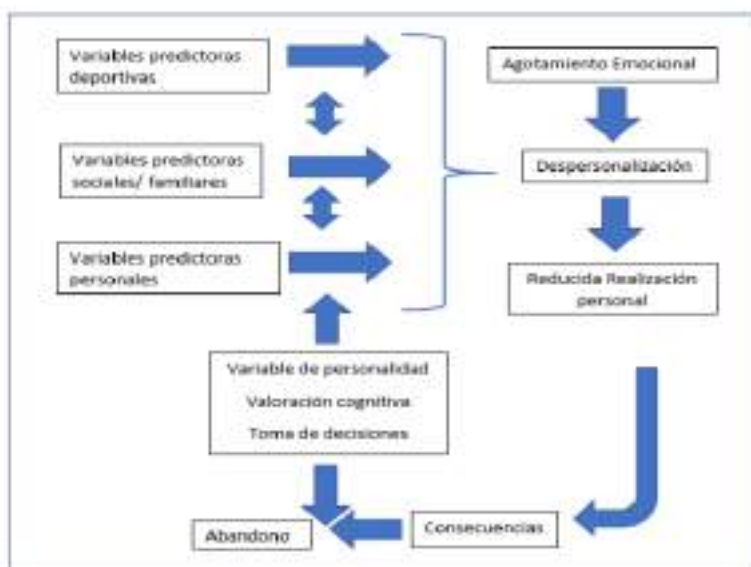 Variables predictoras
deportivas
Agotamiento Emocional
Variables predictoras
sociales/ familiares
Despersonalización
Variables predictoras
personales
Reducida Realización
personal
Variable de personalidad
Valoración cognitiva
Toma de decisiones
Abandono
Consecuencias